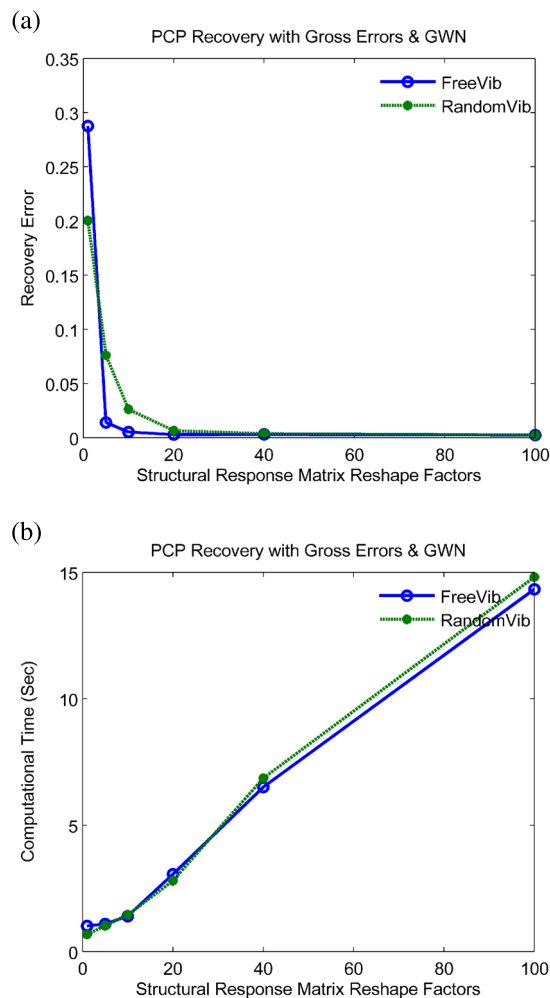 (a)
PCP Recovery with Gross Errors & GWN
0.35
0.3
0.25
0.2
0.15
0.1
0.05
0
Recovery Error
FreeVib
RandomVib
0 20 40 60 80 100
Structural Response Matrix Reshape Factors
(b)
PCP Recovery with Gross Errors & GWN
15
10
5
0
Computational Time (Sec)
FreeVib
RandomVib
0 20 40 60 80 100
Structural Response Matrix Reshape Factors